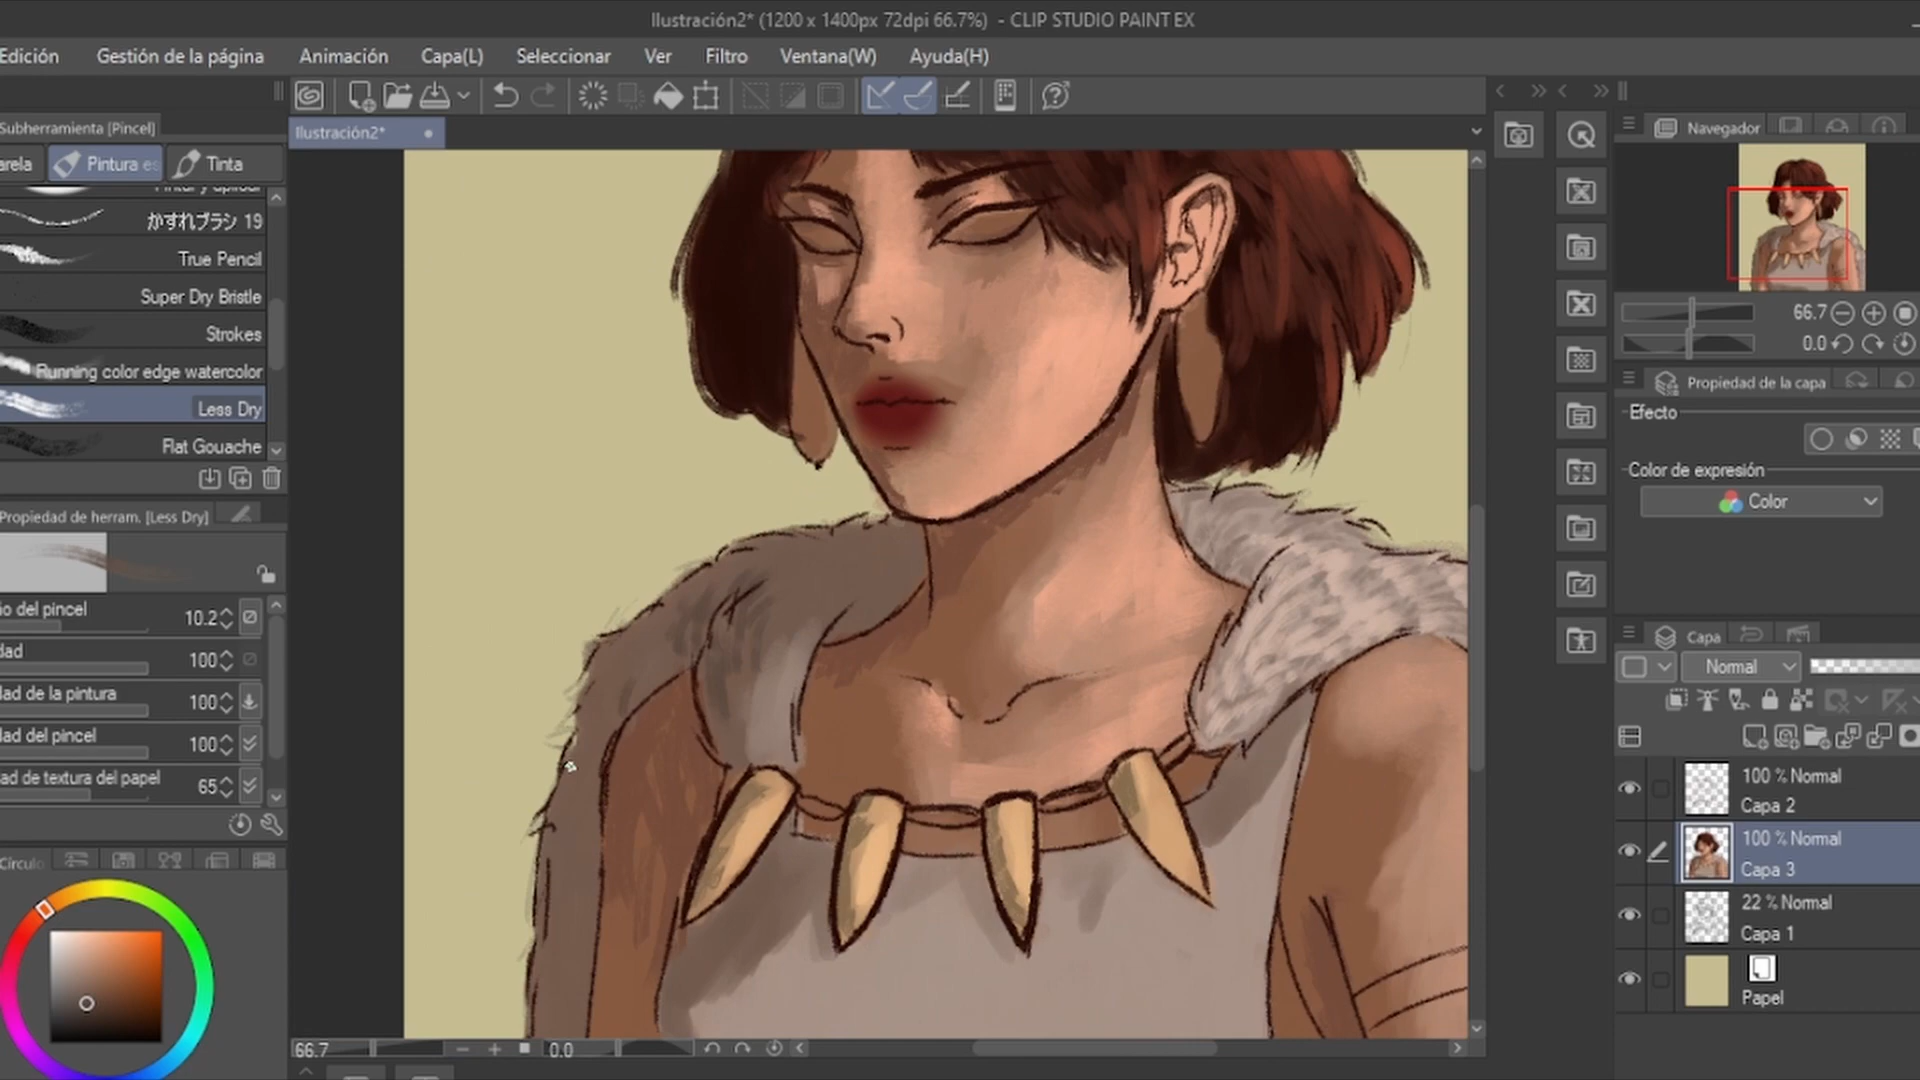 Ilustración2* (1200 x 1400px 72dpi 66.7%) - CLIP STUDIO PAINT EX
Edición Gestión de la página Animación Capa(L) Seleccionar Ver Filtro Ventana(W) Ayuda(H)
Subherramienta [Pincel]
arela Pintura es Tinta
かすれブラシ 19
True Pencil
Super Dry Bristle
Strokes
Running color edge watercolor
Less Dry
Flat Gouache
Propiedad de herram. [Less Dry]
ño del pincel 10.2
dad 100
dad de la pintura 100
dad del pincel 100
ad de textura del papel 65
Círculo
Ilustración2*
66.7 0.0
Navegador
66.7
0.0
Propiedad de la capa
Efecto
Color de expresión
Color
Capa
Normal
100 % Normal
Capa 2
100 % Normal
Capa 3
22 % Normal
Capa 1
Papel